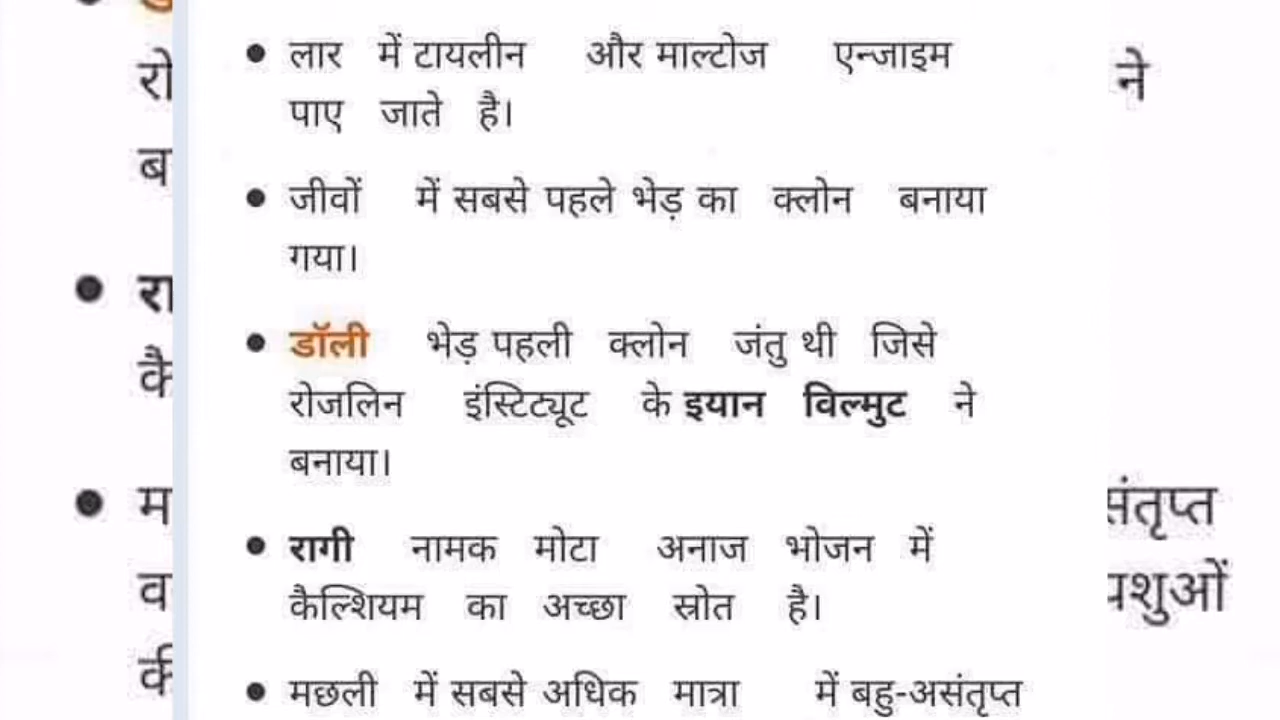 लार में टायलीन और माल्टोज एन्जाइम
पाए जाते है।
जीवों में सबसे पहले भेड़ का क्लोन बनाया
गया।
डॉली भेड़ पहली क्लोन जंतु थी जिसे
रोजलिन इंस्टिट्यूट के इयान विल्मुट ने
बनाया।
रागी नामक मोटा अनाज भोजन में
कैल्शियम का अच्छा स्रोत है।
मछली में सबसे अधिक मात्रा में बहु-असंतृप्त